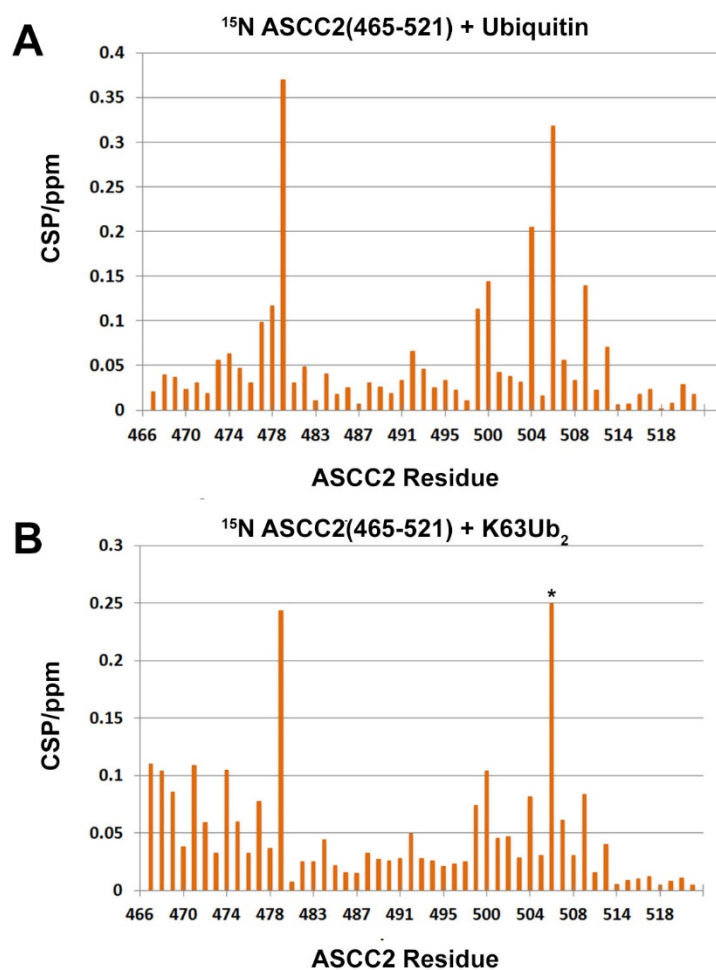 A
¹⁵N ASCC2(465-521) + Ubiquitin
CSP/ppm
0.4
0.35
0.3
0.25
0.2
0.15
0.1
0.05
0
466 470 474 478 483 487 491 495 500 504 508 514 518
ASCC2 Residue
B
¹⁵N ASCC2(465-521) + K63Ub₂
CSP/ppm
0.3
0.25
0.2
0.15
0.1
0.05
0
*
466 470 474 478 483 487 491 495 500 504 508 514 518
ASCC2 Residue